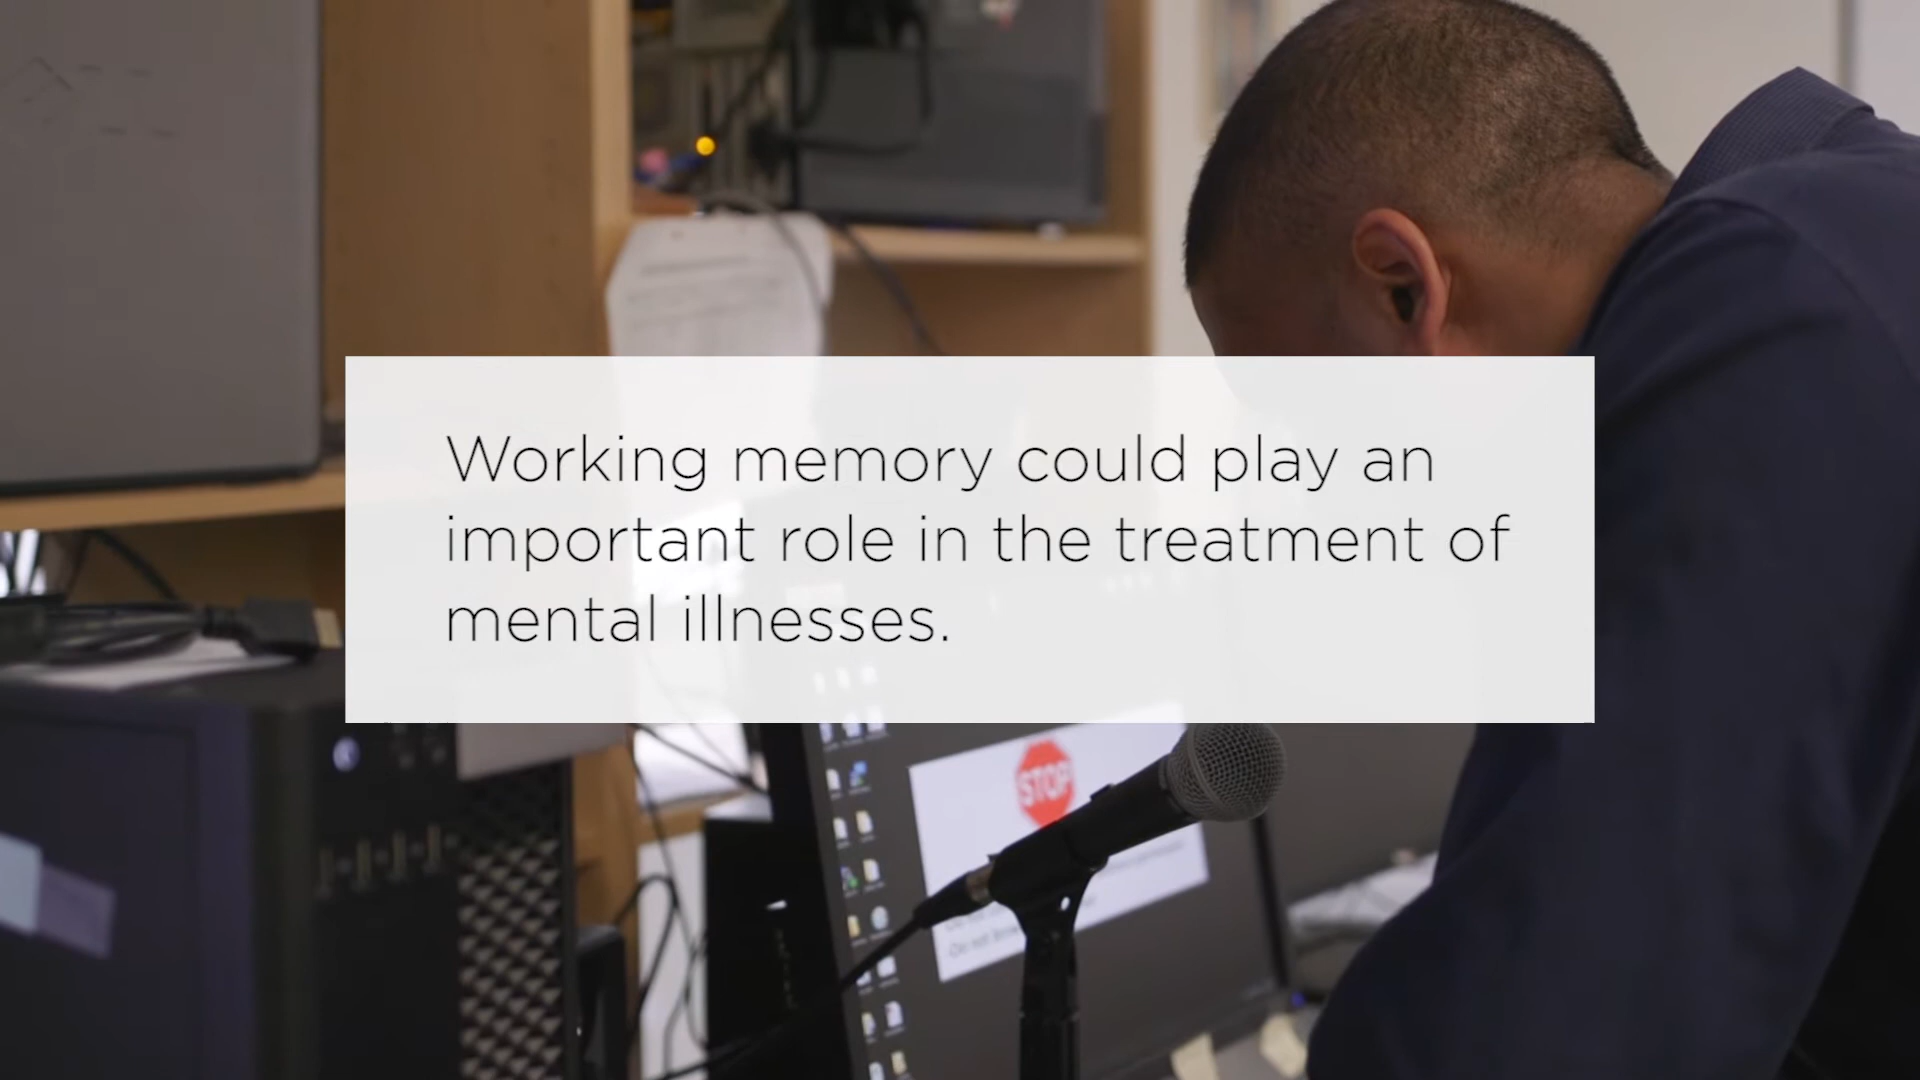 Working memory could play an
important role in the treatment of
mental illnesses.
STOP